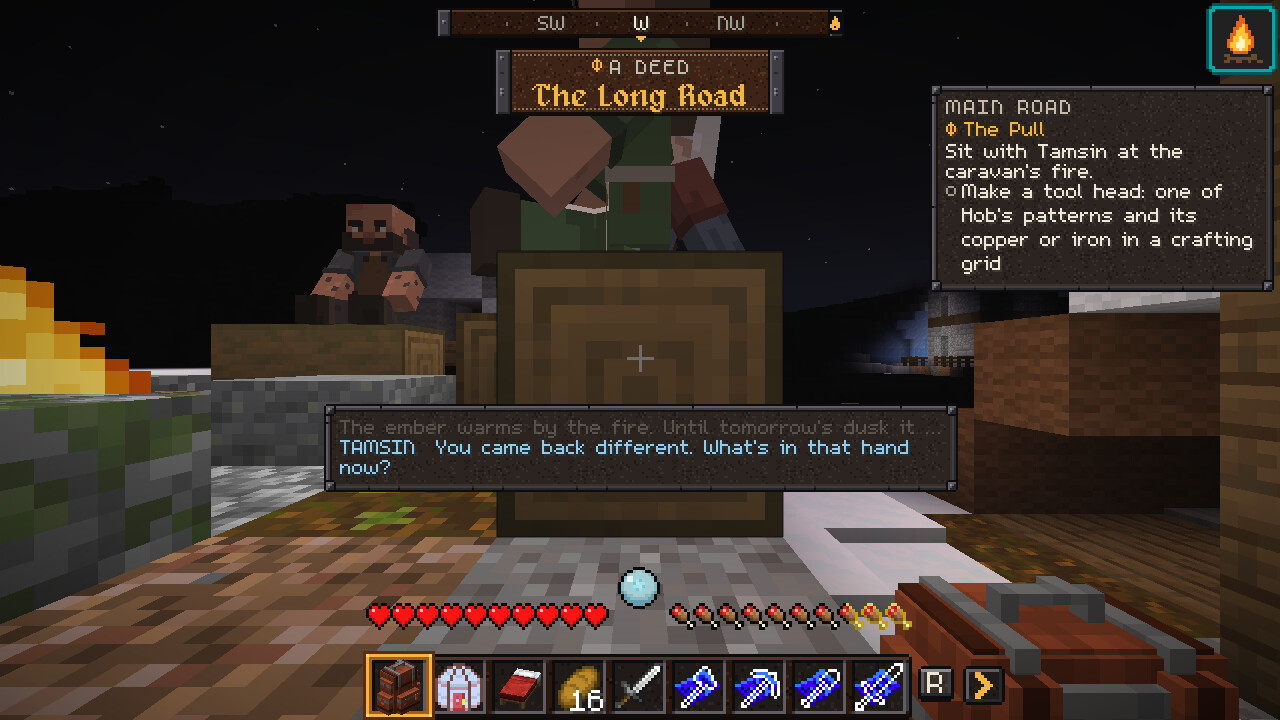 SW W NW
A DEED
The Long Road
MAIN ROAD
The Pull
Sit with Tamsin at the
caravan's fire.
Make a tool head: one of
Hob's patterns and its
copper or iron in a crafting
grid
The ember warms by the fire. Until tomorrow's dusk it ...
TAMSIN You came back different. What's in that hand
now?
16
R